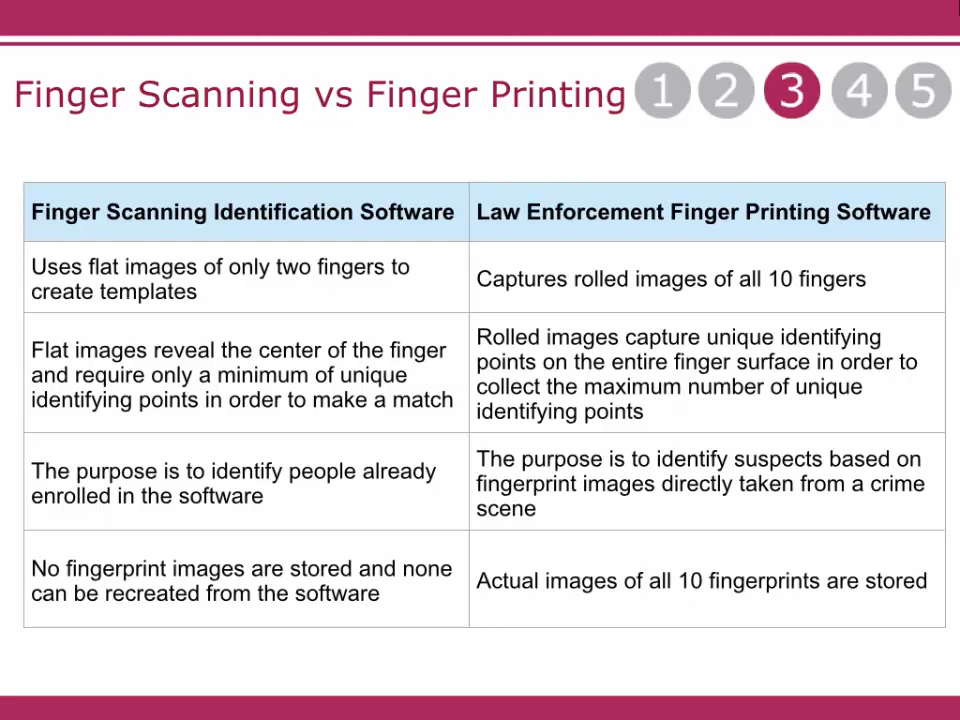 Finger Scanning vs Finger Printing 1 2 3 4 5
Finger Scanning Identification Software
Law Enforcement Finger Printing Software
Uses flat images of only two fingers to
create templates
Captures rolled images of all 10 fingers
Flat images reveal the center of the finger
and require only a minimum of unique
identifying points in order to make a match
Rolled images capture unique identifying
points on the entire finger surface in order to
collect the maximum number of unique
identifying points
The purpose is to identify people already
enrolled in the software
The purpose is to identify suspects based on
fingerprint images directly taken from a crime
scene
No fingerprint images are stored and none
can be recreated from the software
Actual images of all 10 fingerprints are stored